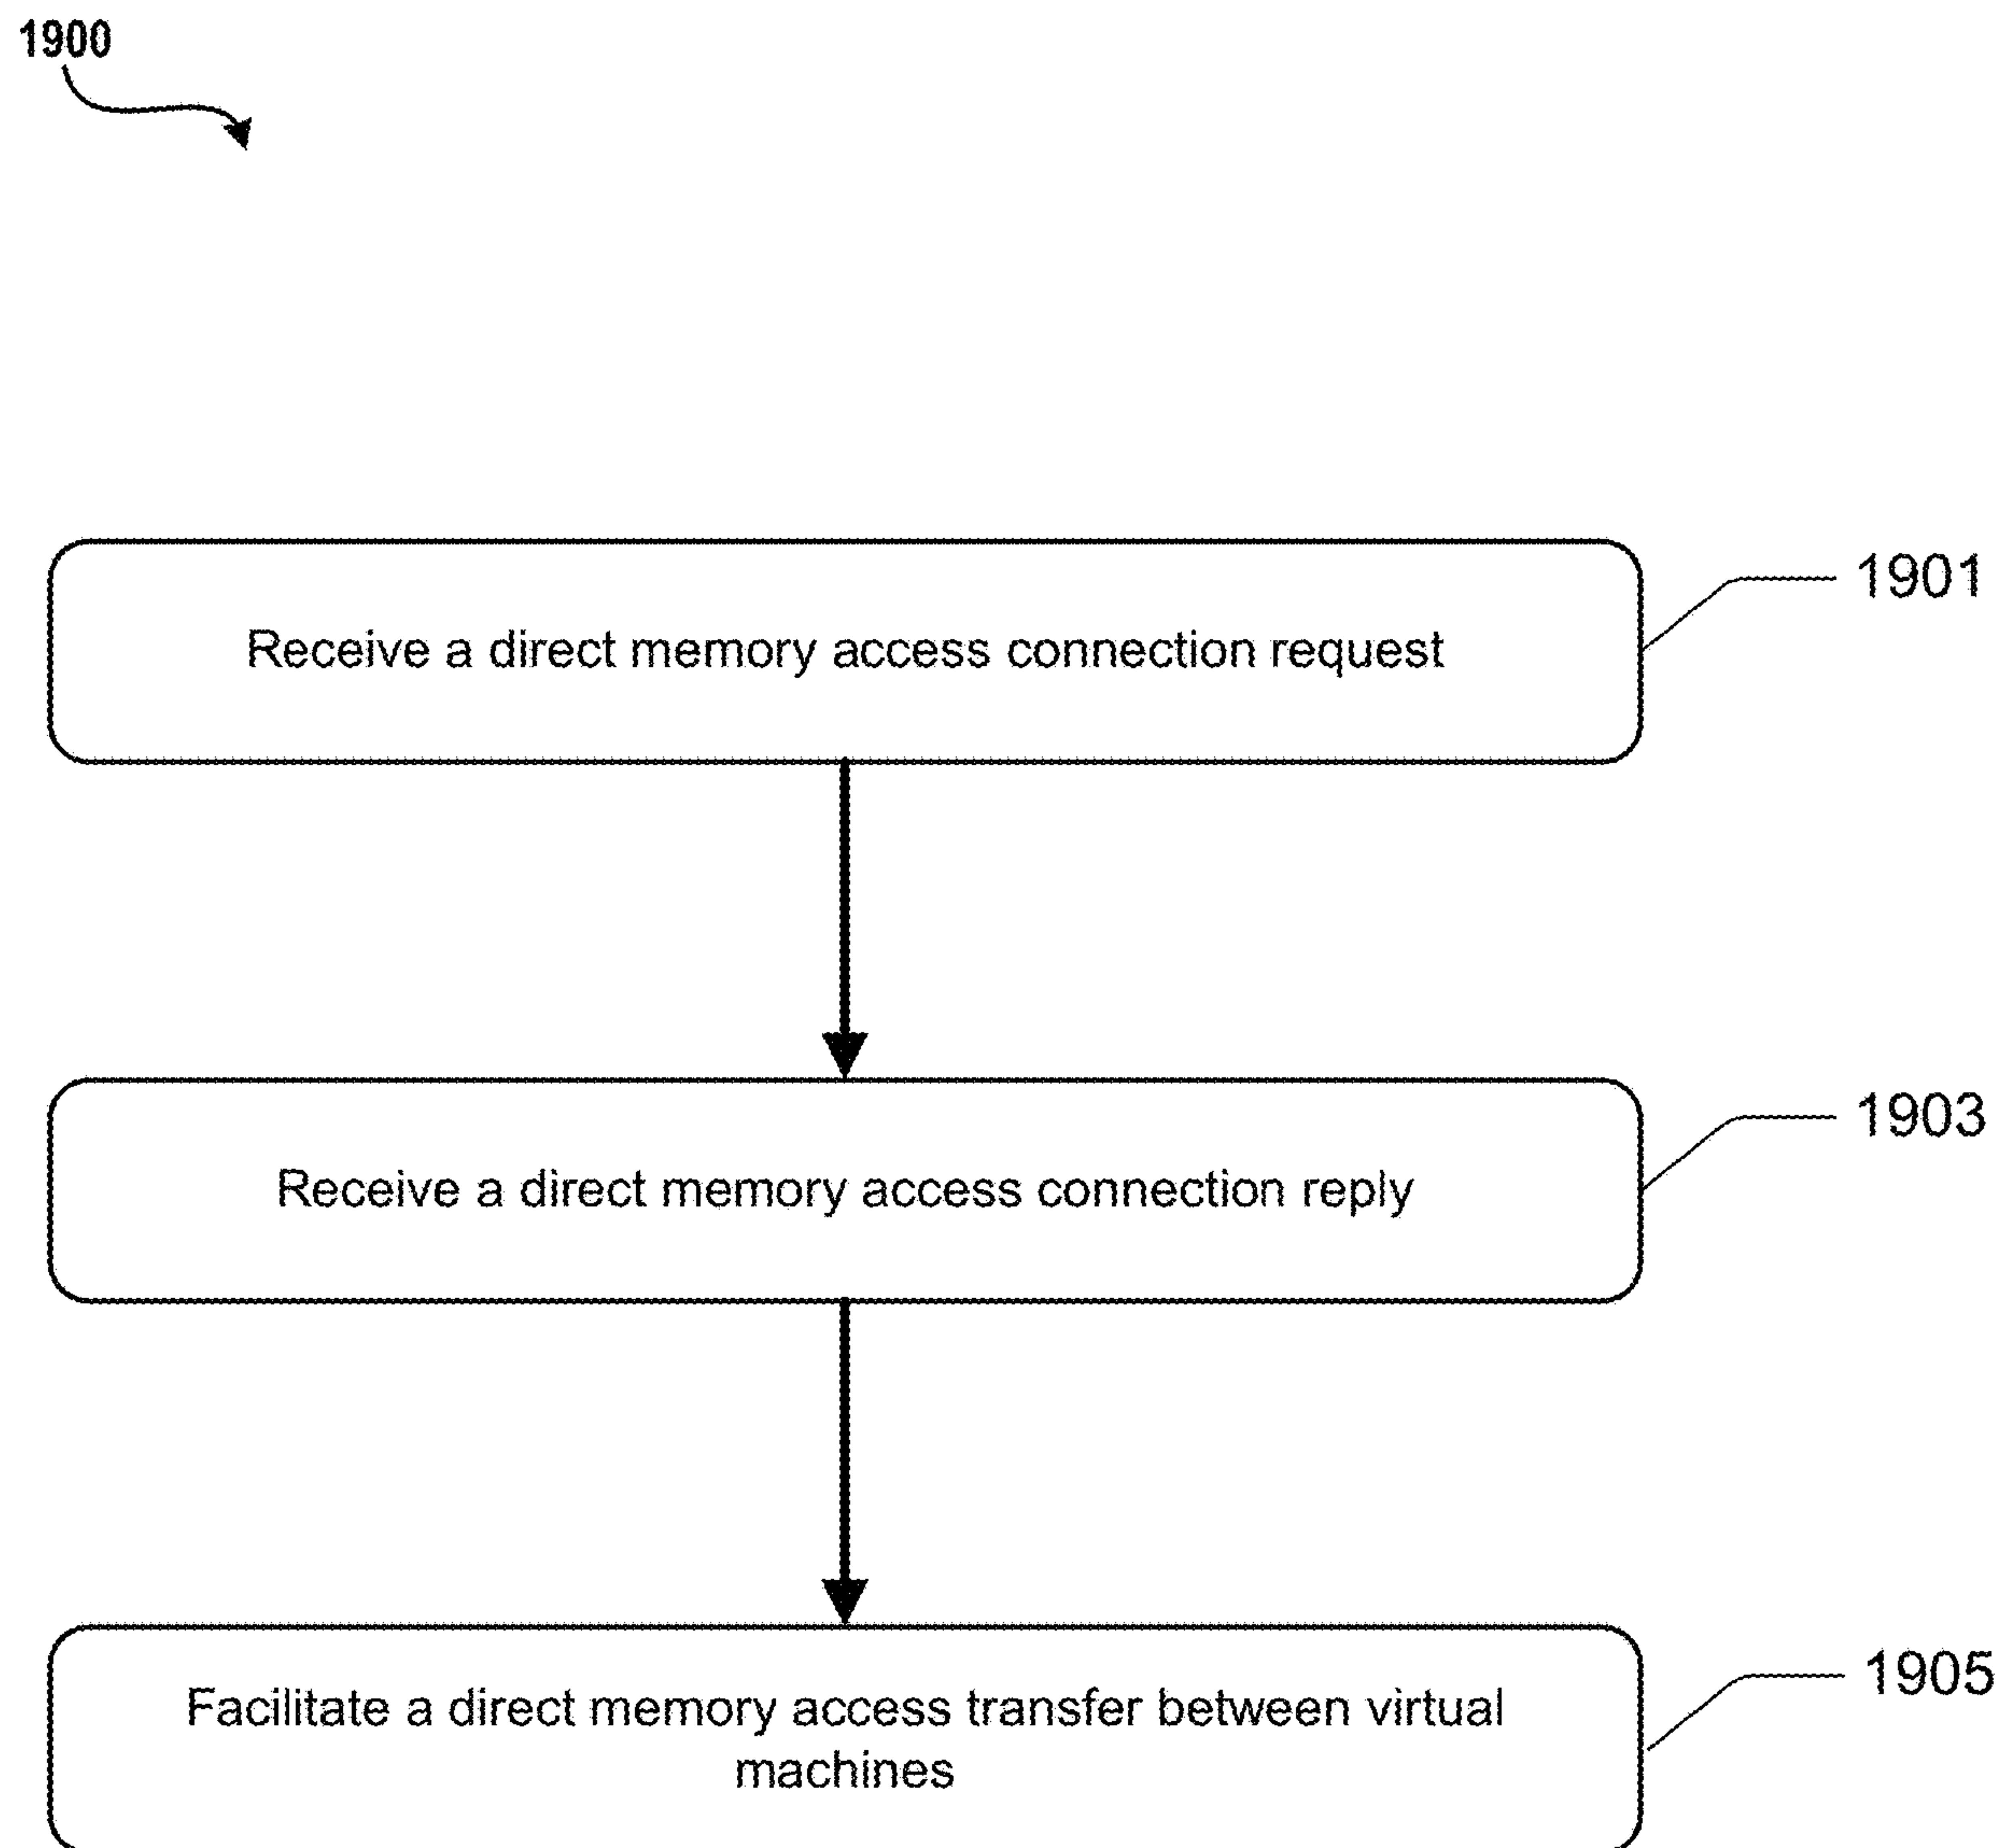 1900
Receive a direct memory access connection request
1901
Receive a direct memory access connection reply
1903
Facilitate a direct memory access transfer between virtual
machines
1905